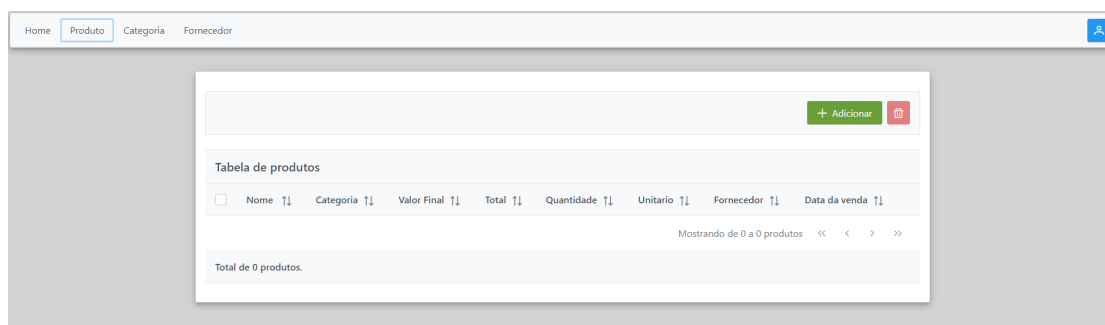 Home Produto Categoria Fornecedor
Adicionar
Tabela de produtos
Nome Categoria Valor Final Total Quantidade Unitario Fornecedor Data da venda
Mostrando de 0 a 0 produtos
Total de 0 produtos.